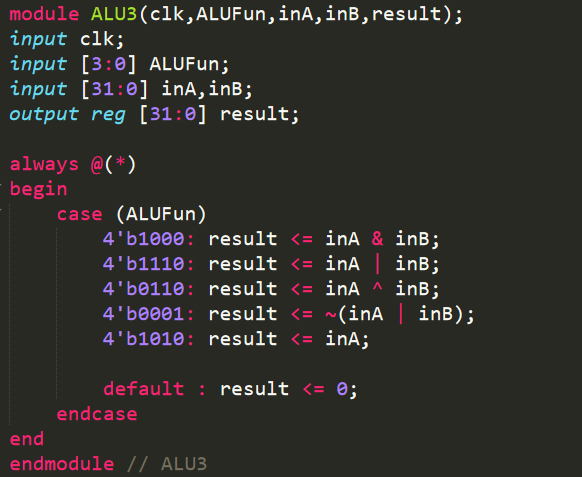 module ALU3(clk,ALUFun,inA,inB,result);
input clk;
input [3:0] ALUFun;
input [31:0] inA,inB;
output reg [31:0] result;

always @(*)
begin
    case (ALUFun)
        4'b1000: result <= inA & inB;
        4'b1110: result <= inA | inB;
        4'b0110: result <= inA ^ inB;
        4'b0001: result <= ~(inA | inB);
        4'b1010: result <= inA;

        default : result <= 0;
    endcase
end
endmodule // ALU3